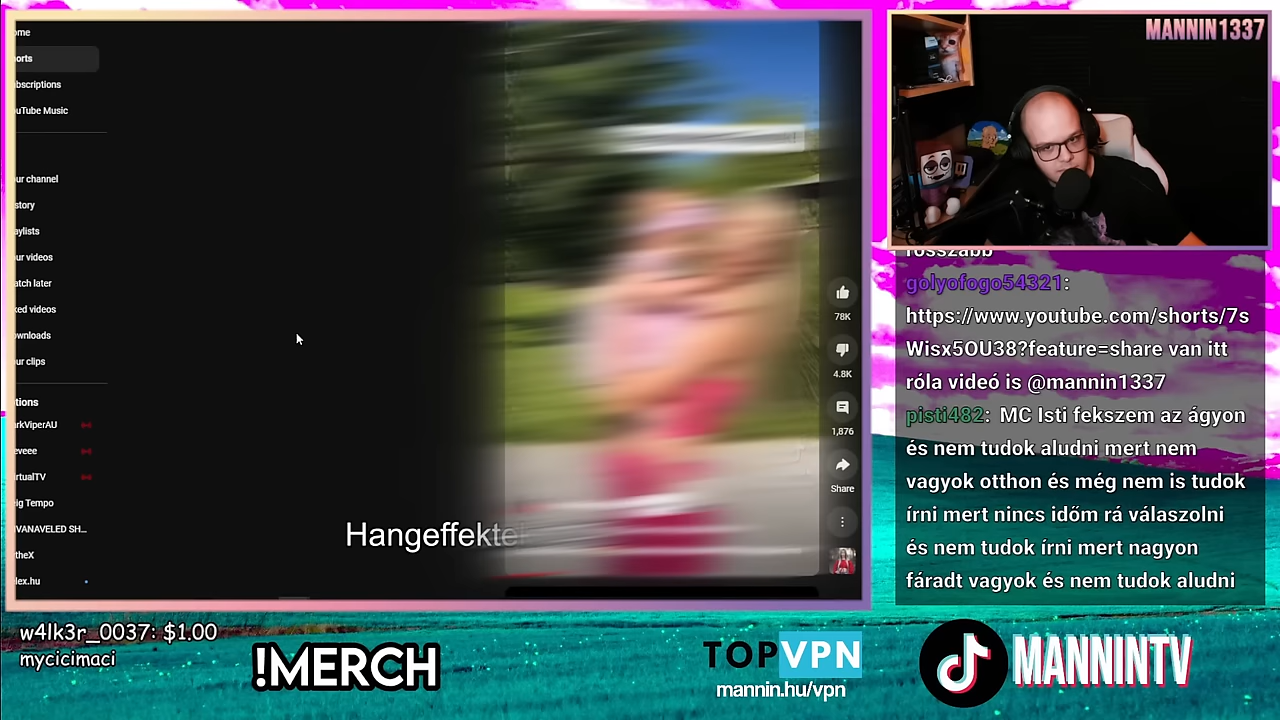 ome
orts
bscriptions
uTube Music
ur channel
story
aylists
ur videos
atch later
ked videos
ownloads
ur clips
tions
rkViperAU
eveee
rtualTV
ig Tempo
VANAVELED SH...
theX
lex.hu
78K
4.8K
1,876
Share
Hangeffekte
MANNIN1337
rosszabb
golyofogo54321:
https://www.youtube.com/shorts/7s
Wisx5OU38?feature=share van itt
róla videó is @mannin1337
pisti482: MC Isti fekszem az ágyon
és nem tudok aludni mert nem
vagyok otthon és még nem is tudok
írni mert nincs időm rá válaszolni
és nem tudok írni mert nagyon
fáradt vagyok és nem tudok aludni
w4lk3r_0037: $1.00
mycicimaci
!MERCH
TOPVPN
mannin.hu/vpn
MANNINTV